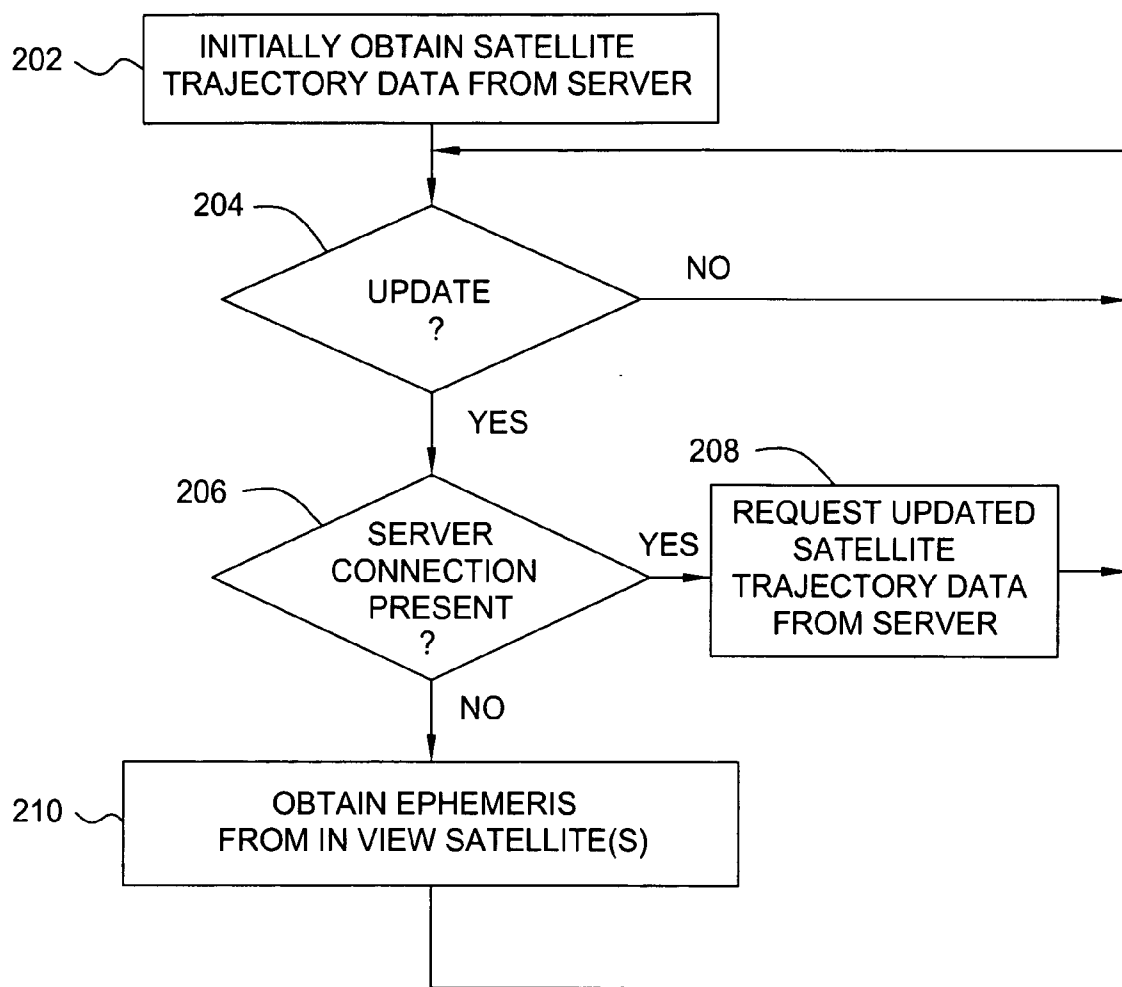 202
INITIALLY OBTAIN SATELLITE
TRAJECTORY DATA FROM SERVER
204
UPDATE
?
NO
YES
206
SERVER
CONNECTION
PRESENT
?
YES
208
REQUEST UPDATED
SATELLITE
TRAJECTORY DATA
FROM SERVER
NO
210
OBTAIN EPHEMERIS
FROM IN VIEW SATELLITE(S)